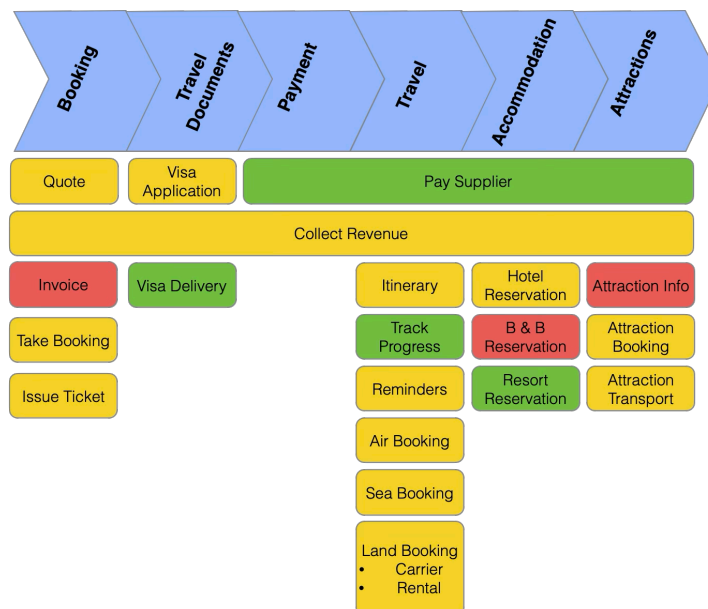 Booking
Travel
Documents
Payment
Travel
Accommodation
Attractions
Quote
Visa
Application
Pay Supplier
Collect Revenue
Invoice
Visa Delivery
Itinerary
Hotel
Reservation
Attraction Info
Take Booking
Track
Progress
B & B
Reservation
Attraction
Booking
Issue Ticket
Reminders
Resort
Reservation
Attraction
Transport
Air Booking
Sea Booking
Land Booking
• Carrier
• Rental